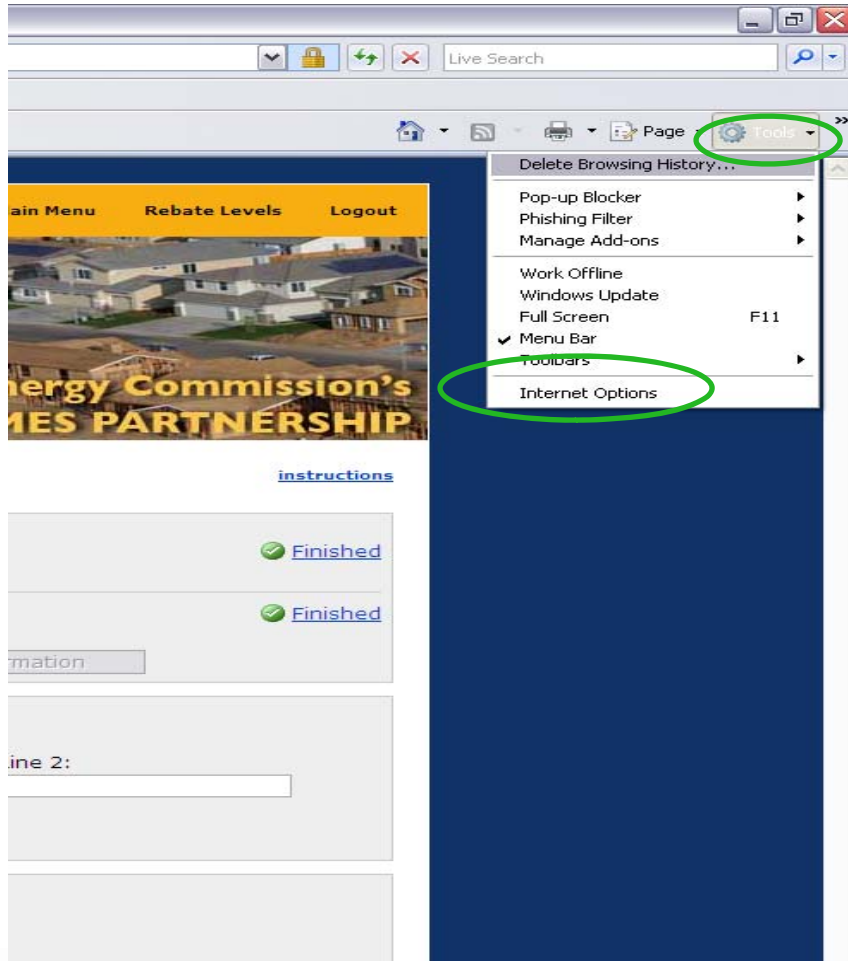 Live Search
Page
Tools
Delete Browsing History...
Pop-up Blocker
Phishing Filter
Manage Add-ons
Work Offline
Windows Update
Full Screen F11
Menu Bar
Toolbars
Internet Options
ain Menu Rebate Levels Logout
nergy Commission's
MES PARTNERSHIP
instructions
Finished
Finished
rmation
ine 2: